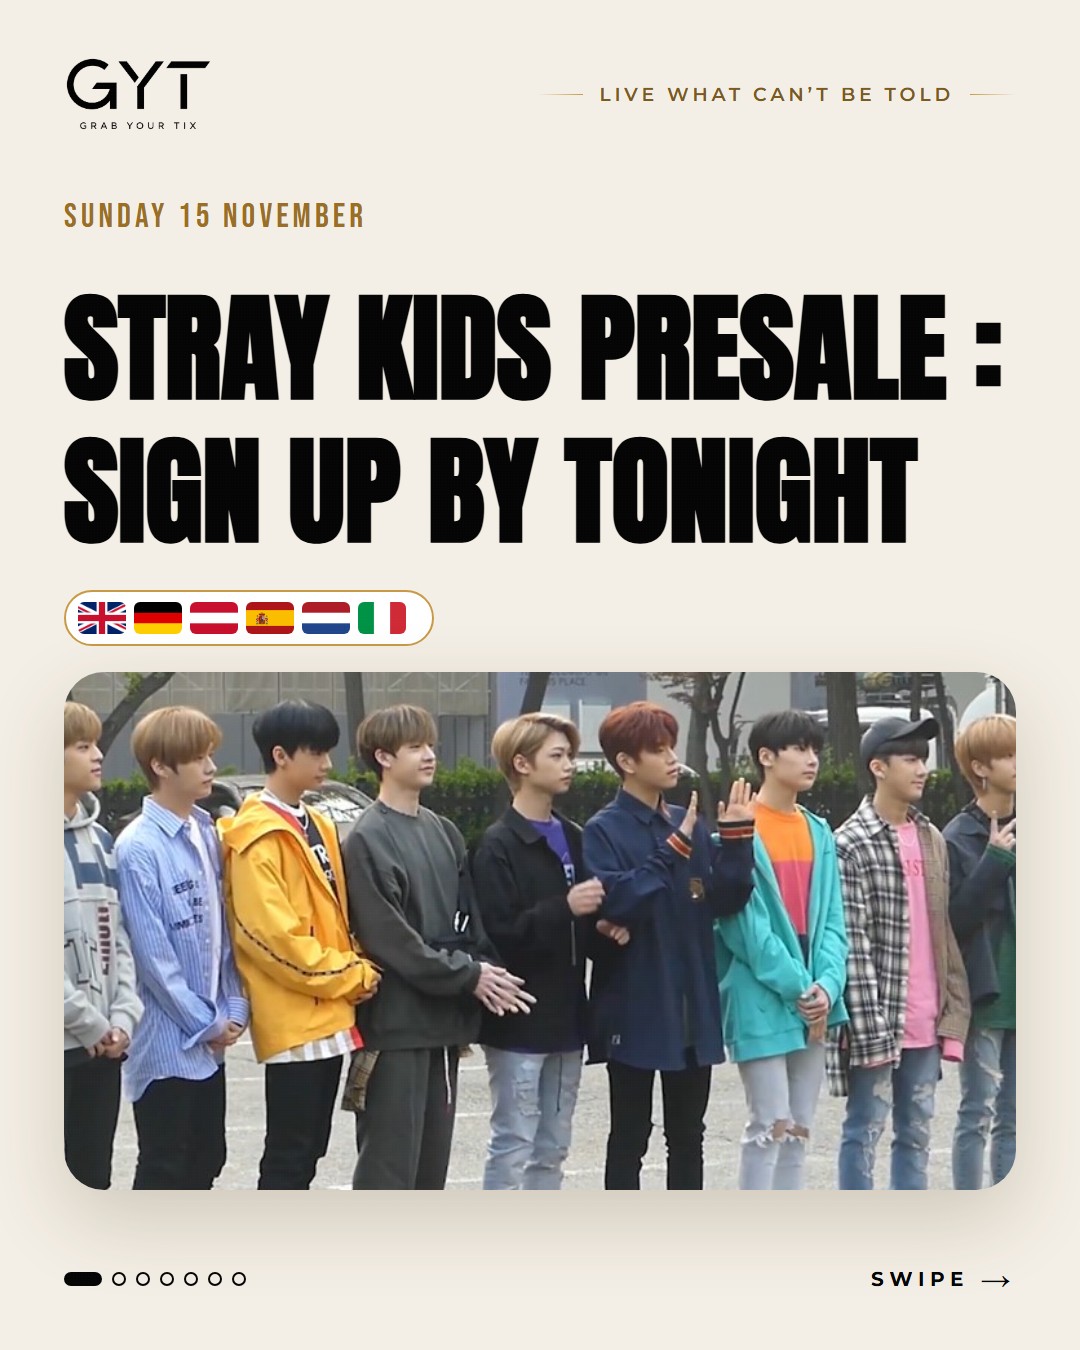 GYT
GRAB YOUR TIX
LIVE WHAT CAN’T BE TOLD
SUNDAY 15 NOVEMBER
STRAY KIDS PRESALE :
SIGN UP BY TONIGHT
PLACE
SWIPE →